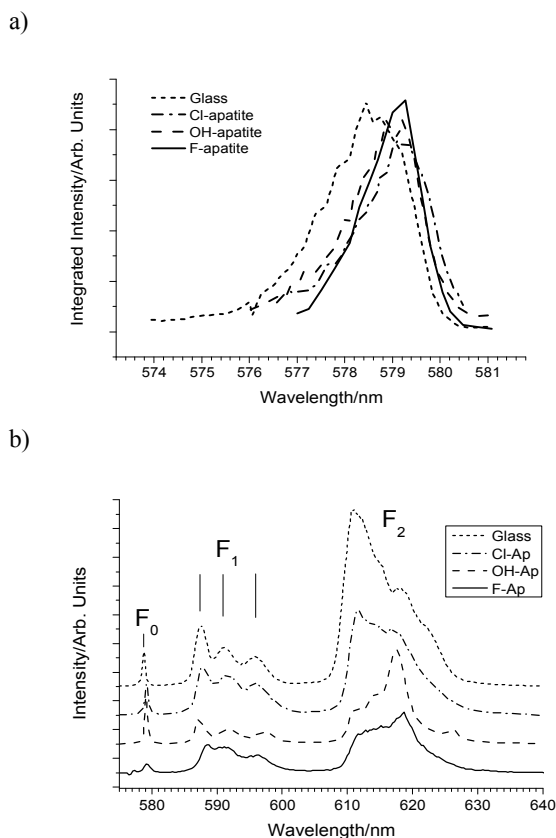 a)
Glass
Cl-apatite
OH-apatite
F-apatite
Integrated Intensity/Arb. Units
574 575 576 577 578 579 580 581
Wavelength/nm
b)
F₀
F₁
F₂
Glass
Cl-Ap
OH-Ap
F-Ap
Intensity/Arb. Units
580 590 600 610 620 630 640
Wavelength/nm